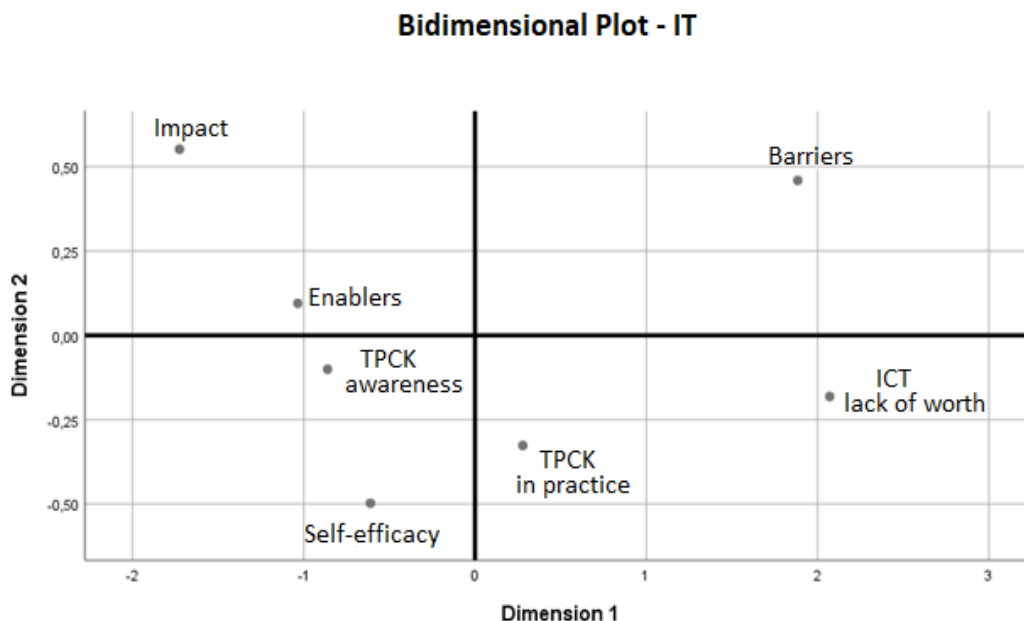 Bidimensional Plot - IT
Impact
Barriers
0,50
0,25
Enablers
0,00
TPCK
awareness
ICT
lack of worth
-0,25
TPCK
in practice
-0,50
Self-efficacy
Dimension 2
-2 -1 0 1 2 3
Dimension 1